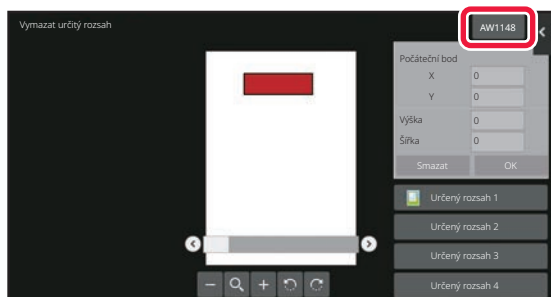 Vymazat určitý rozsah
AW1148
Počáteční bod
X 0
Y 0
Výška 0
Šířka 0
Smazat OK
Určený rozsah 1
Určený rozsah 2
Určený rozsah 3
Určený rozsah 4